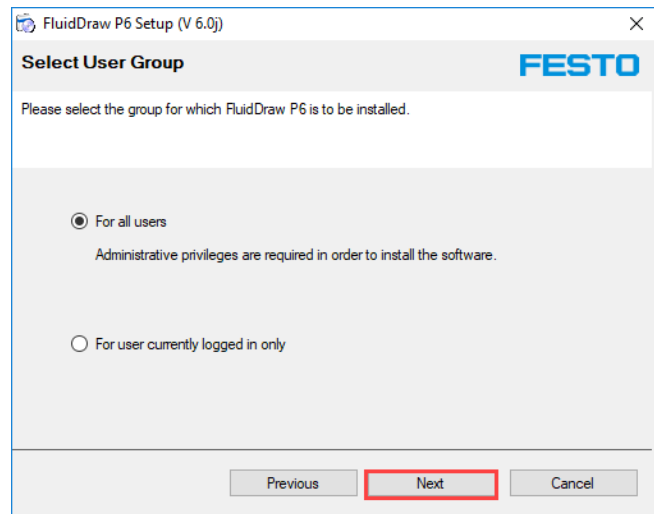 FluidDraw P6 Setup (V 6.0j)
Select User Group
FESTO
Please select the group for which FluidDraw P6 is to be installed.
For all users
Administrative privileges are required in order to install the software.
For user currently logged in only
Previous
Next
Cancel